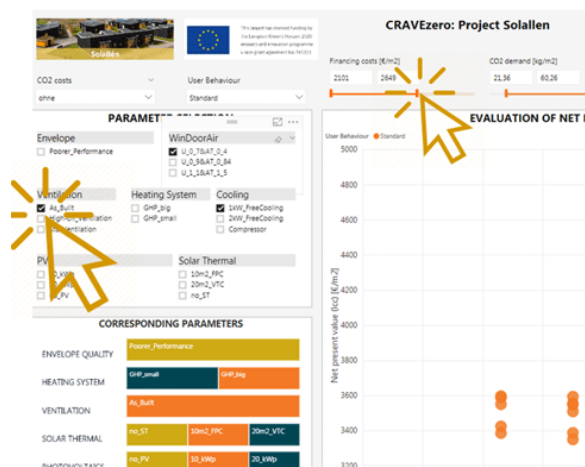 Solallén
This project has received funding by
the European Union's Horizon 2020
research and innovation programme
CRAVEzero: Project Solallen
Financing costs [€/m2]
2101 2649
CO2 demand [kg/m2]
21,36 60,26
CO2 costs
ohne
User Behaviour
Standard
PARAMETER SELECTION
Envelope
Poorer_Performance
WinDoorAir
U_0_7&AT_0_4
U_0_9&AT_0_84
U_1_1&AT_1_5
Ventilation
As_Built
Heating System
GHP_big
GHP_small
Cooling
1kW_FreeCooling
2kW_FreeCooling
Compressor
PV
Solar Thermal
10m2_FPC
20m2_VTC
no_ST
CORRESPONDING PARAMETERS
ENVELOPE QUALITY
Poorer_Performance
HEATING SYSTEM
GHP_small
GHP_big
VENTILATION
As_Built
SOLAR THERMAL
no_ST
10m2_FPC
20m2_VTC
PHOTOVOLTAICS
no_PV
10_kWp
20_kWp
EVALUATION OF NET
User Behaviour Standard
Net present value (lcc) [€/m2]
5000
4800
4600
4400
4200
4000
3800
3600
3400
3200